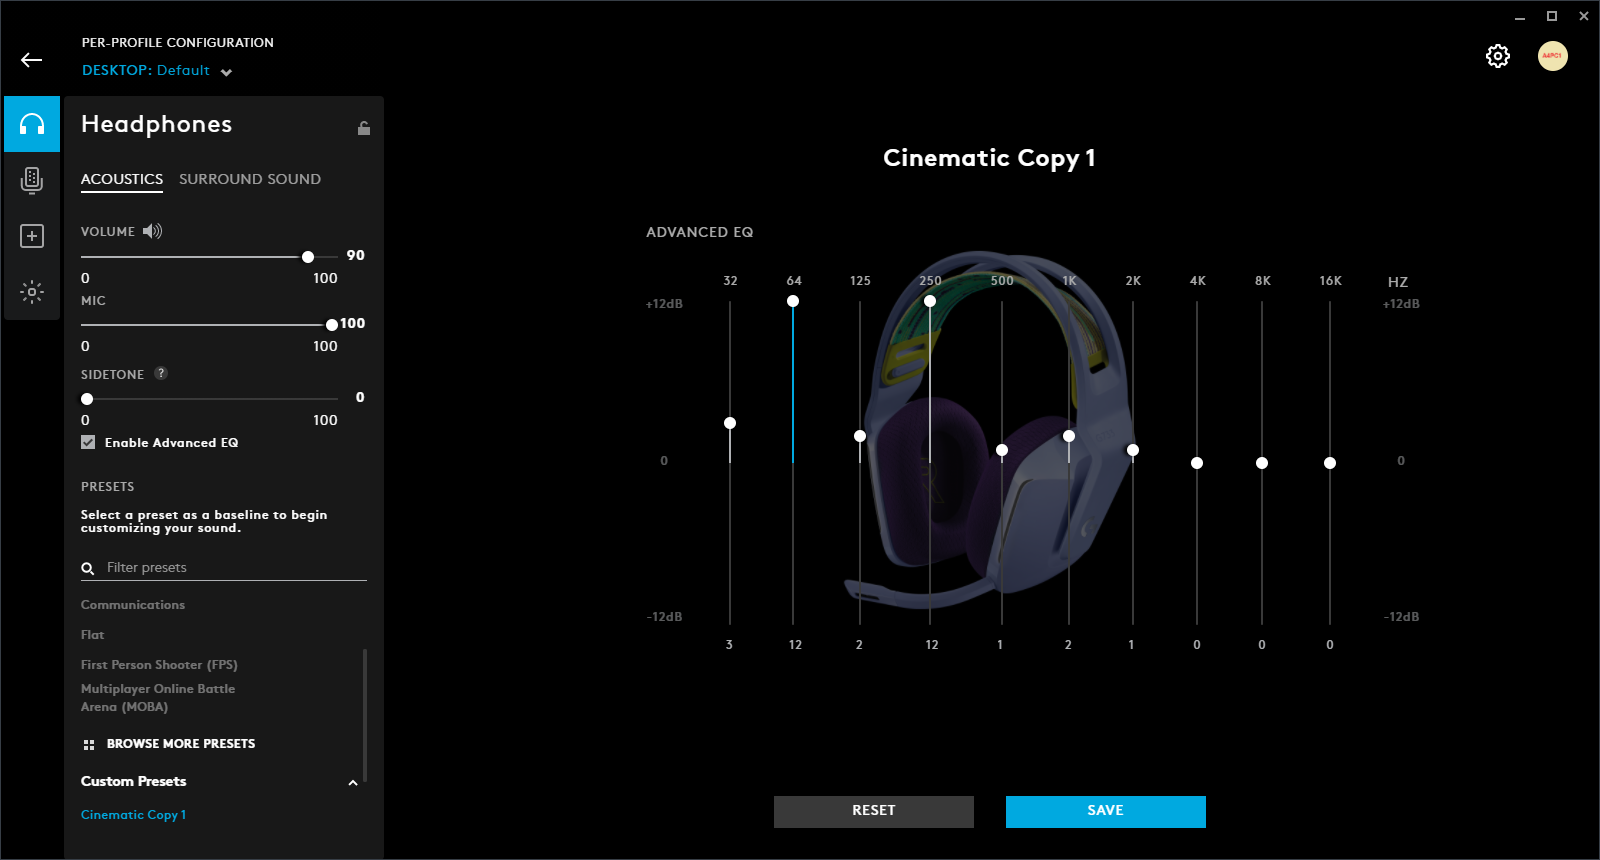 PER-PROFILE CONFIGURATION
DESKTOP: Default
Headphones
ACOUSTICS SURROUND SOUND
VOLUME
90
0 100
MIC
100
0 100
SIDETONE ?
0
0 100
Enable Advanced EQ
PRESETS
Select a preset as a baseline to begin
customizing your sound.
Filter presets
Communications
Flat
First Person Shooter (FPS)
Multiplayer Online Battle
Arena (MOBA)
BROWSE MORE PRESETS
Custom Presets
Cinematic Copy 1
Cinematic Copy 1
ADVANCED EQ
32 64 125 250 500 1K 2K 4K 8K 16K HZ
+12dB +12dB
0 0
-12dB -12dB
3 12 2 12 1 2 1 0 0 0
RESET SAVE